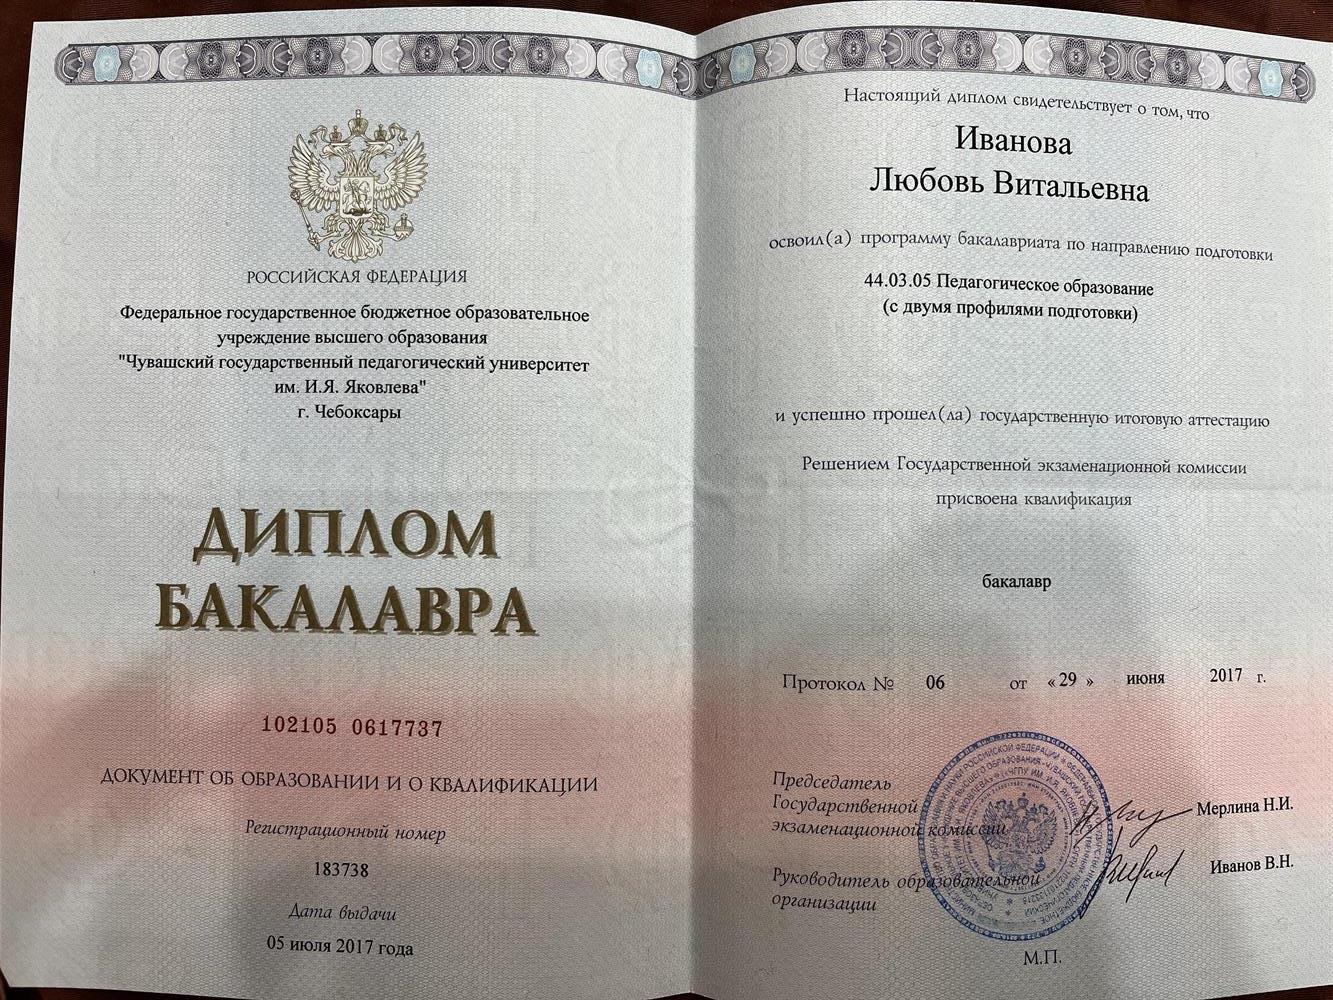 РОССИЙСКАЯ ФЕДЕРАЦИЯ
Федеральное государственное бюджетное образовательное
учреждение высшего образования
"Чувашский государственный педагогический университет
им. И.Я. Яковлева"
г. Чебоксары
ДИПЛОМ
БАКАЛАВРА
102105 0617737
ДОКУМЕНТ ОБ ОБРАЗОВАНИИ И О КВАЛИФИКАЦИИ
Регистрационный номер
183738
Дата выдачи
05 июля 2017 года
Настоящий диплом свидетельствует о том, что
Иванова
Любовь Витальевна
освоил(а) программу бакалавриата по направлению подготовки
44.03.05 Педагогическое образование
(с двумя профилями подготовки)
и успешно прошел(ла) государственную итоговую аттестацию
Решением Государственной экзаменационной комиссии
присвоена квалификация
бакалавр
Протокол № 06 от « 29 » июня 2017 г.
Председатель
Государственной
экзаменационной комиссии
Мерлина Н.И.
Руководитель образовательной
организации
Иванов В.Н.
М.П.